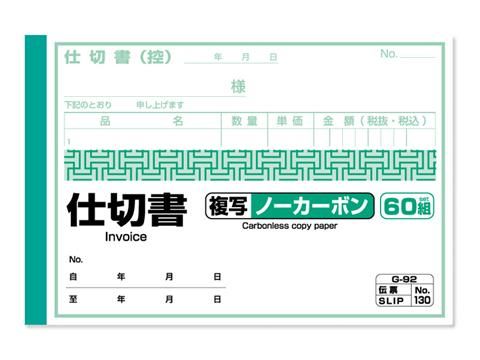 仕切書(控) 年 月 日 No.
様
下記のとおり 申し上げます
品 名 数量 単価 金 額(税抜・税込)
1
仕切書 複写 ノーカーボン 60組 set
Invoice Carbonless copy paper
No.
自 年 月 日
至 年 月 日
G-92
伝票 No.
SLIP 130